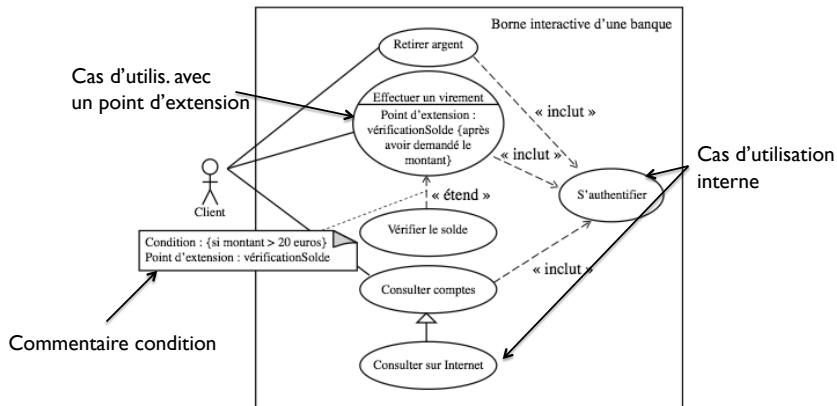 Borne interactive d'une banque
Retirer argent
Cas d'utilis. avec
un point d'extension
Effectuer un virement
Point d'extension :
vérificationSolde {après
avoir demandé le
montant}
« inclut »
« inclut »
Cas d'utilisation
interne
S'authentifier
Client
« étend »
Vérifier le solde
Condition : {si montant > 20 euros}
Point d'extension : vérificationSolde
« inclut »
Consulter comptes
Commentaire condition
Consulter sur Internet